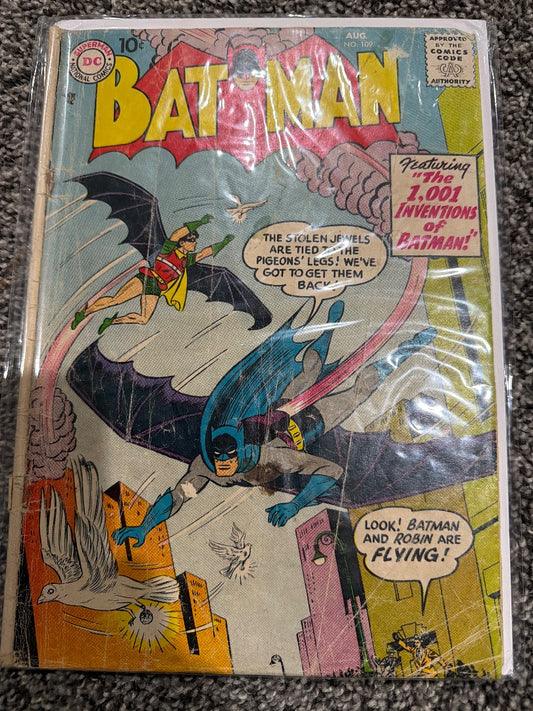 SUPERMAN
DC
NATIONAL COMICS
10¢
AUG.
NO. 109
APPROVED
BY THE
COMICS
CODE
CA
AUTHORITY
BATMAN
Featuring
"The
1,001
INVENTIONS
of
BATMAN!"
THE STOLEN JEWELS
ARE TIED TO THE
PIGEONS' LEGS! WE'VE
GOT TO GET THEM
BACK!
LOOK! BATMAN
AND ROBIN ARE
FLYING!